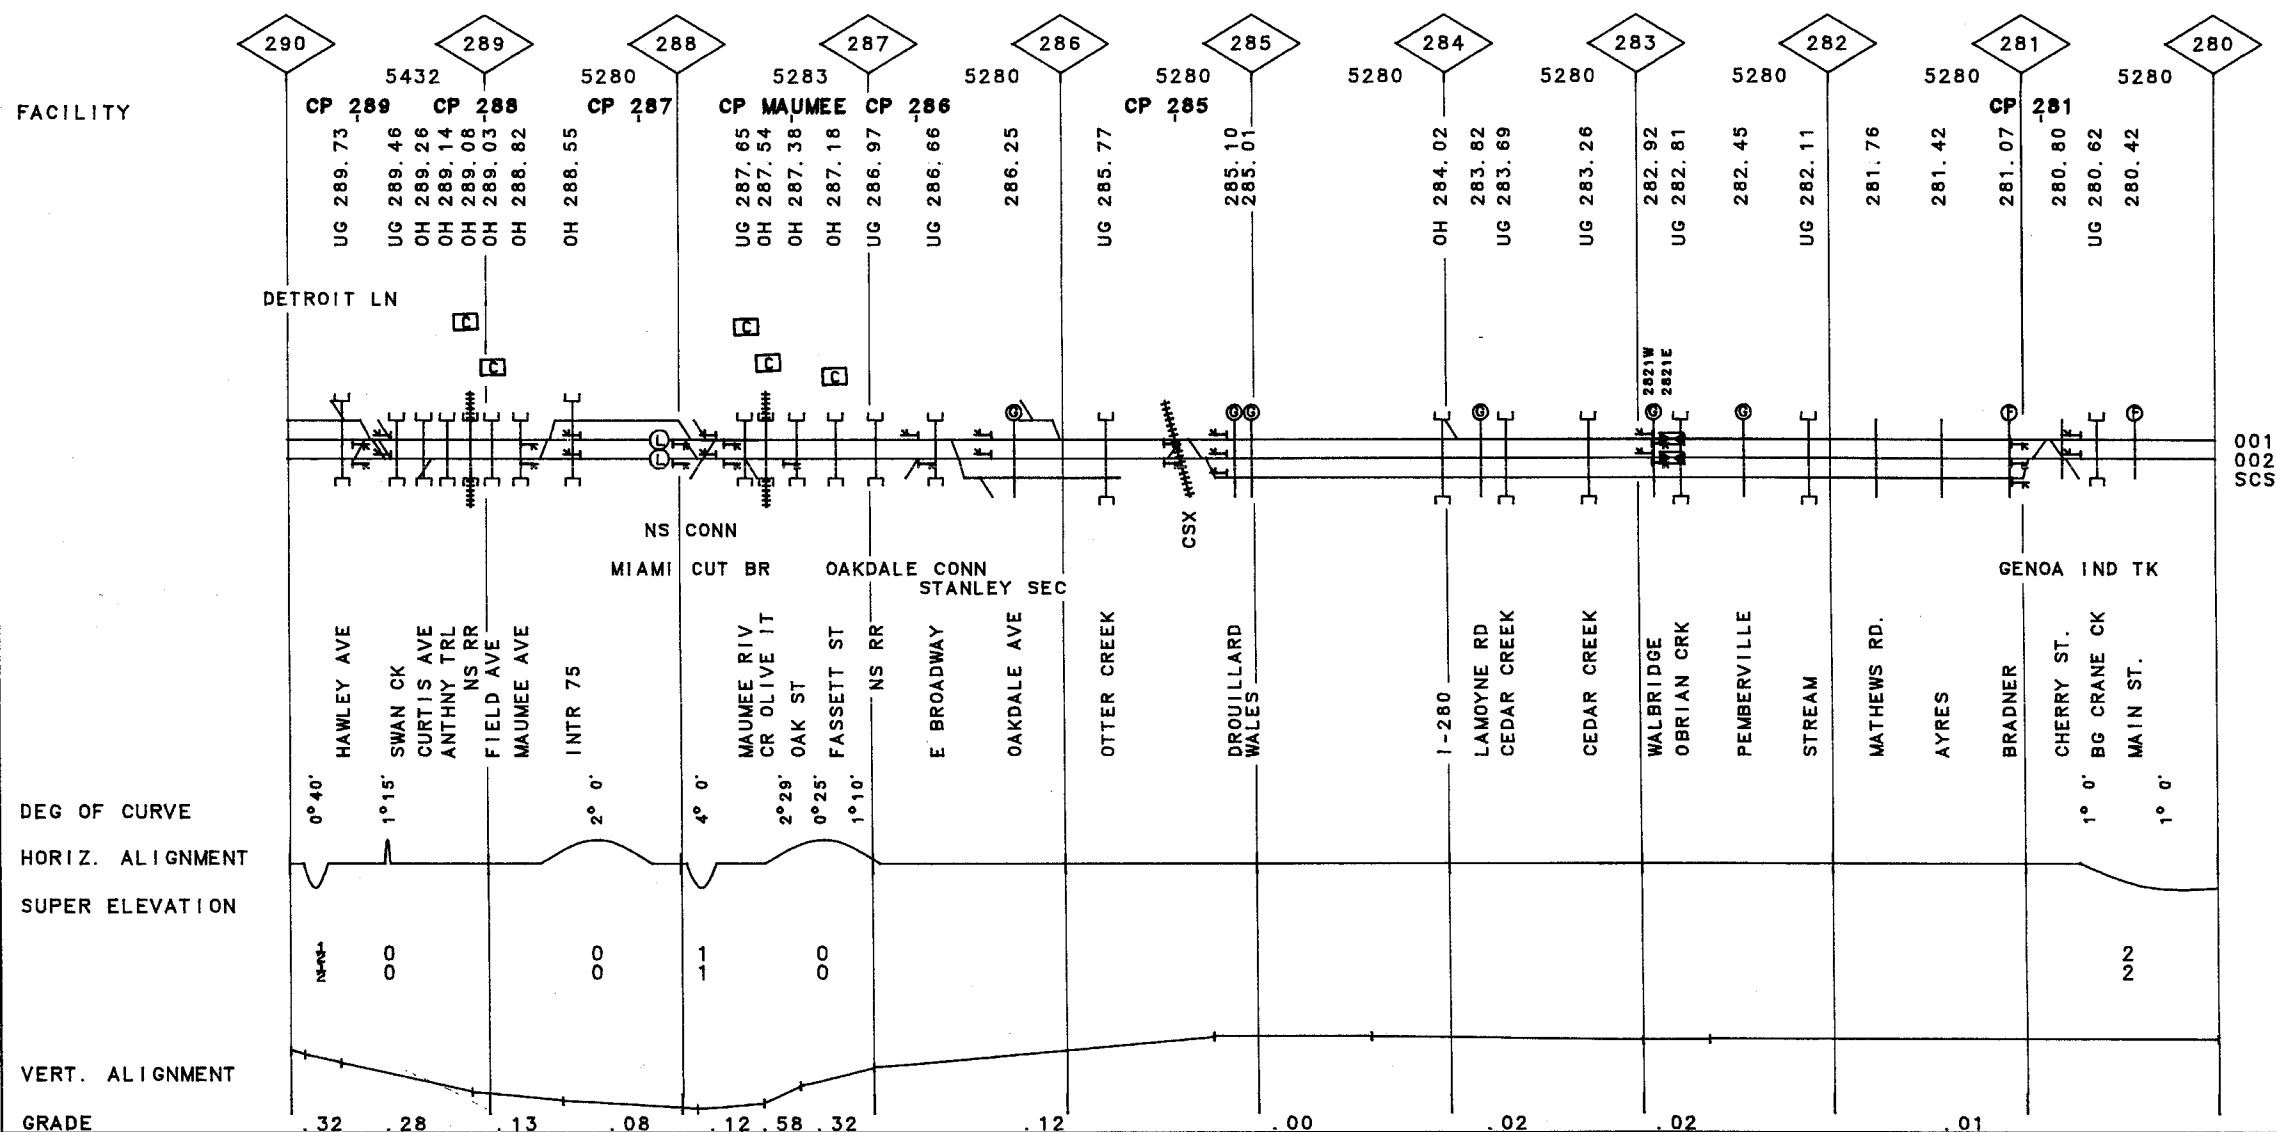 290 289 288 287 286 285 284 283 282 281 280
5432 5280 5283 5280 5280 5280 5280 5280 5280 5280
FACILITY
CP 289 CP 288 CP 287 CP MAUMEE CP 286 CP 285 CP 281
UG 289.73
UG 289.46
OH 289.26
OH 289.14
OH 289.08
OH 289.03
OH 288.82
OH 288.55
UG 287.65
OH 287.54
OH 287.38
OH 287.18
UG 286.97
UG 286.66
286.25
UG 285.77
285.10
285.01
OH 284.02
283.82
UG 283.69
UG 283.26
282.92
UG 282.81
282.45
UG 282.11
281.76
281.42
281.07
280.80
UG 280.62
280.42
DETROIT LN
C
C
C
C
C
2821W
2821E
G G G G G G F F
L
L
001
002
SCS
CSX
NS CONN
MIAMI CUT BR
OAKDALE CONN
STANLEY SEC
GENOA IND TK
HAWLEY AVE
SWAN CK
CURTIS AVE
ANTHNY TRL
NS RR
FIELD AVE
MAUMEE AVE
INTR 75
MAUMEE RIV
CR OLIVE IT
OAK ST
FASSETT ST
NS RR
E BROADWAY
OAKDALE AVE
OTTER CREEK
DROUILLARD
WALES
I-280
LAMOYNE RD
CEDAR CREEK
CEDAR CREEK
WALBRIDGE
OBRIAN CRK
PEMBERVILLE
STREAM
MATHEWS RD.
AYRES
BRADNER
CHERRY ST.
BG CRANE CK
MAIN ST.
DEG OF CURVE
0°40' 1°15' 2° 0' 4° 0' 2°29' 0°25' 1°10' 1° 0' 1° 0'
HORIZ. ALIGNMENT
SUPER ELEVATION
0 0 1 0 2
0 0 1 0 2
VERT. ALIGNMENT
GRADE .32 .28 .13 .08 .12 .58 .32 .12 .00 .02 .02 .01